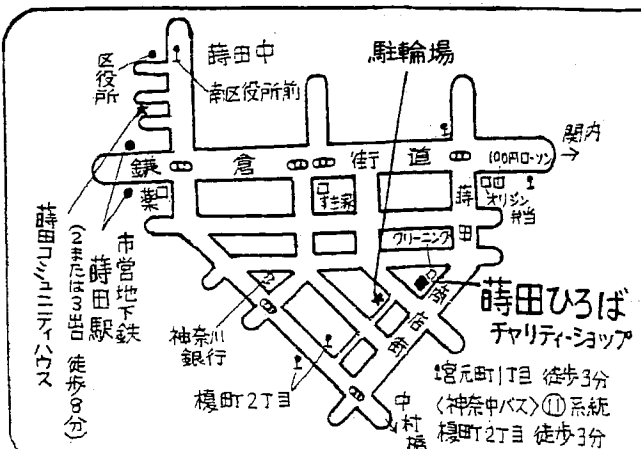 区役所
蒔田中
南区役所前
駐輪場
鎌倉街道
100円ローソン
関内
薬
すき家
オリジン弁当
蒔田商店街
クリーニング
蒔田ひろば
チャリティーショップ
蒔田コミュニティハウス
市営地下鉄
蒔田駅
(2または3出口 徒歩8分)
神奈川銀行
榎町2丁目
中村橋
宮元町1丁目 徒歩3分
〈神奈中バス〉⑪系統
榎町2丁目 徒歩3分